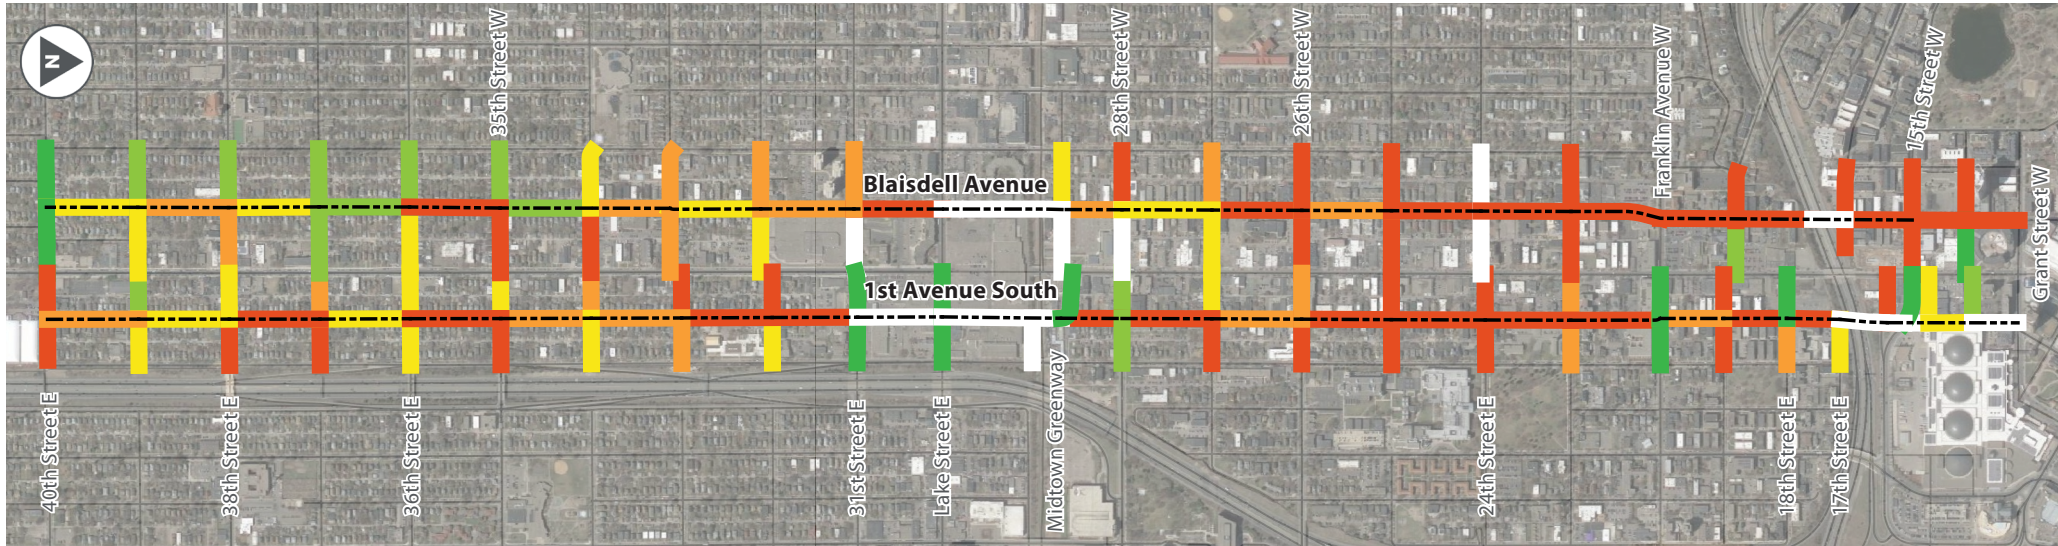 N
35th Street W
28th Street W
26th Street W
Franklin Avenue W
15th Street W
Blaisdell Avenue
1st Avenue South
Grant Street W
40th Street E
38th Street E
36th Street E
31st Street E
Lake Street E
Midtown Greenway
24th Street E
18th Street E
17th Street E